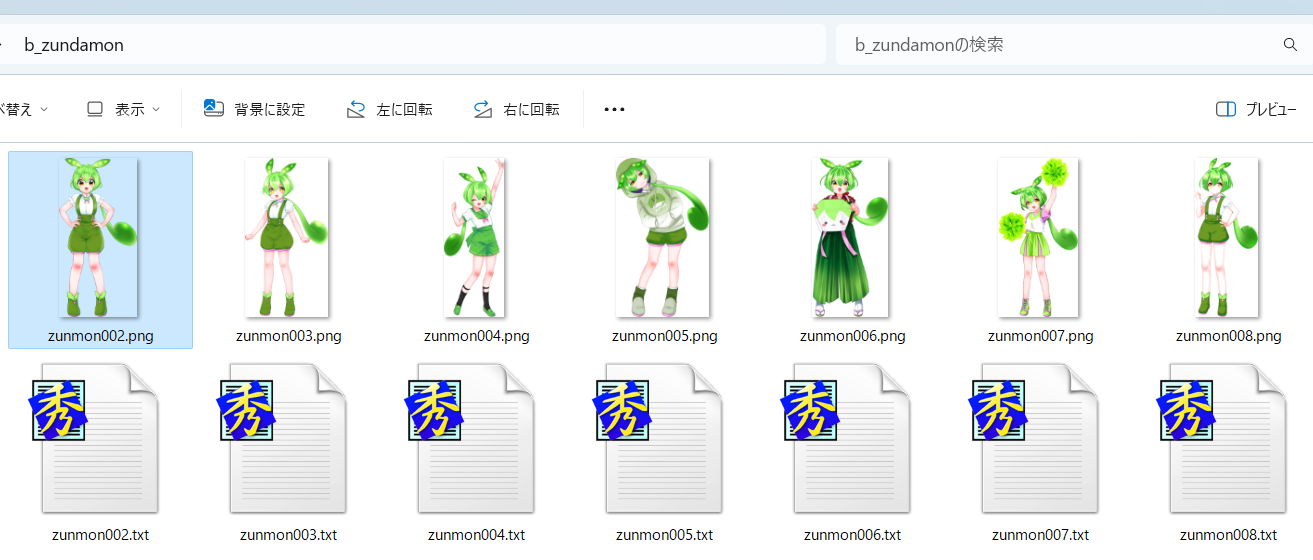 b_zundamon
b_zundamonの検索
べ替え
表示
背景に設定
左に回転
右に回転
プレビュー
zunmon002.png
zunmon003.png
zunmon004.png
zunmon005.png
zunmon006.png
zunmon007.png
zunmon008.png
秀
秀
秀
秀
秀
秀
秀
zunmon002.txt
zunmon003.txt
zunmon004.txt
zunmon005.txt
zunmon006.txt
zunmon007.txt
zunmon008.txt